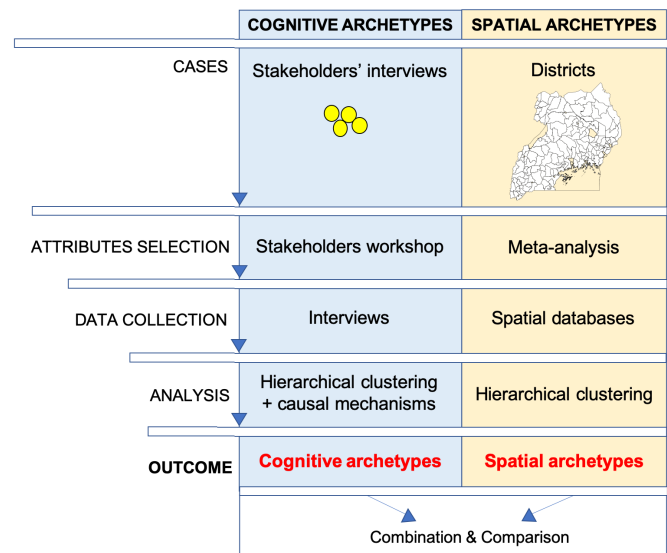 COGNITIVE ARCHETYPES SPATIAL ARCHETYPES
CASES
Stakeholders' interviews
Districts
ATTRIBUTES SELECTION
Stakeholders workshop
Meta-analysis
DATA COLLECTION
Interviews
Spatial databases
ANALYSIS
Hierarchical clustering
+ causal mechanisms
Hierarchical clustering
OUTCOME
Cognitive archetypes
Spatial archetypes
Combination & Comparison